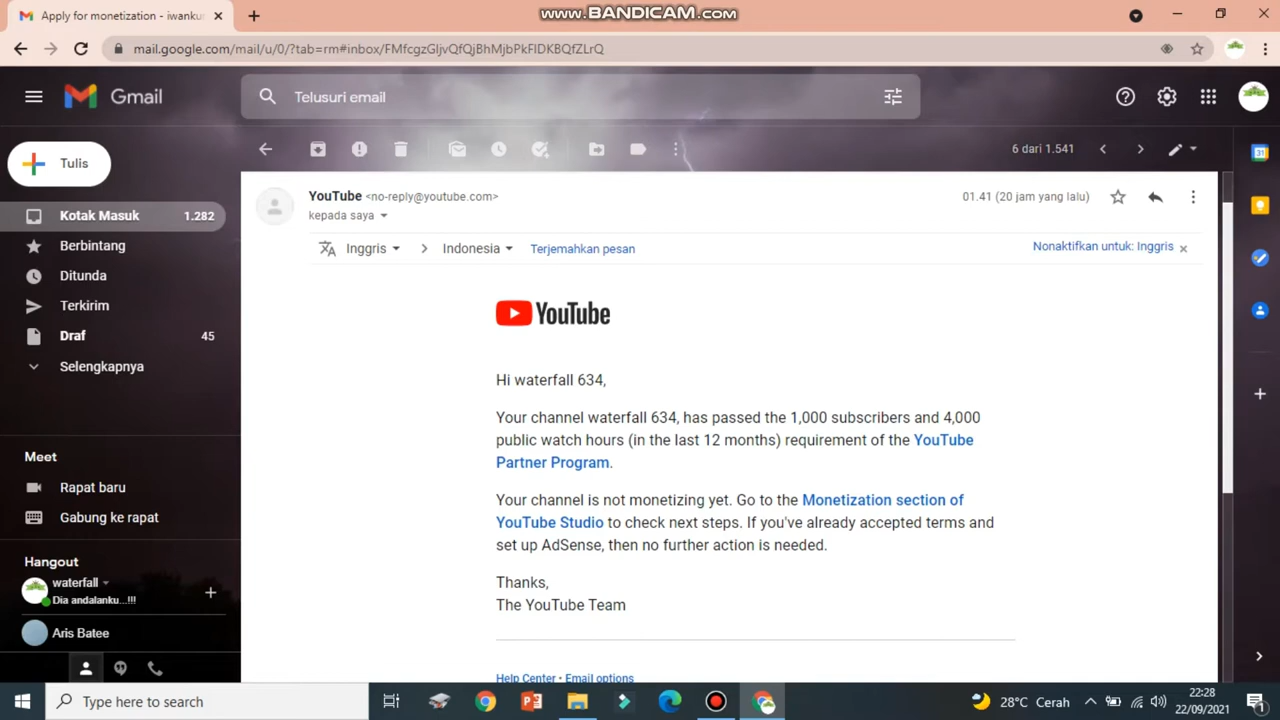 www.BANDICAM.com
Apply for monetization - iwanku
mail.google.com/mail/u/0/?tab=rm#inbox/FMfcgzGljvQfQjBhMjbPkFlDKBQfZLrQ
Gmail
Telusuri email
Tulis
6 dari 1.541
Kotak Masuk 1.282
Berbintang
Ditunda
Terkirim
Draf 45
Selengkapnya
Meet
Rapat baru
Gabung ke rapat
Hangout
waterfall
Dia andalanku...!!!
Aris Batee
YouTube <no-reply@youtube.com> 01.41 (20 jam yang lalu)
kepada saya
Inggris > Indonesia Terjemahkan pesan Nonaktifkan untuk: Inggris x
YouTube
Hi waterfall 634,
Your channel waterfall 634, has passed the 1,000 subscribers and 4,000
public watch hours (in the last 12 months) requirement of the YouTube
Partner Program.
Your channel is not monetizing yet. Go to the Monetization section of
YouTube Studio to check next steps. If you've already accepted terms and
set up AdSense, then no further action is needed.
Thanks,
The YouTube Team
Help Center • Email options
Type here to search
28°C Cerah
22:28
22/09/2021
1